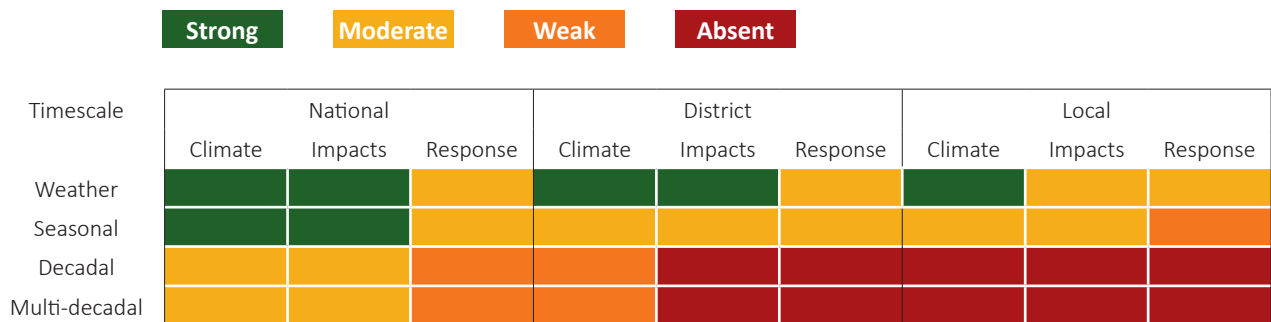 Strong Moderate Weak Absent
Timescale National District Local
Climate Impacts Response Climate Impacts Response Climate Impacts Response
Weather
Seasonal
Decadal
Multi-decadal